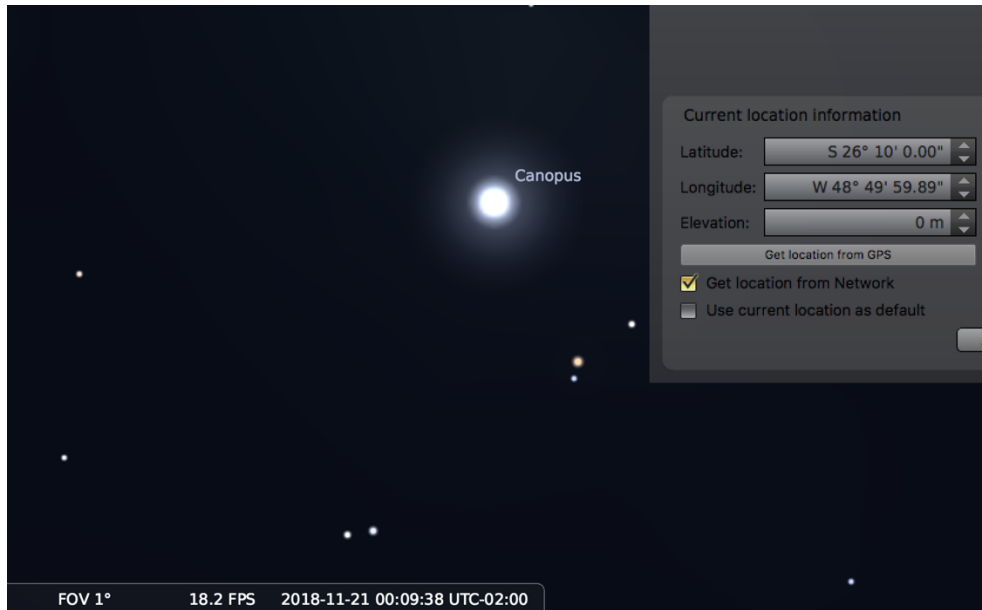 Canopus
Current location information
Latitude: S 26° 10' 0.00"
Longitude: W 48° 49' 59.89"
Elevation: 0 m
Get location from GPS
Get location from Network
Use current location as default
FOV 1° 18.2 FPS 2018-11-21 00:09:38 UTC-02:00